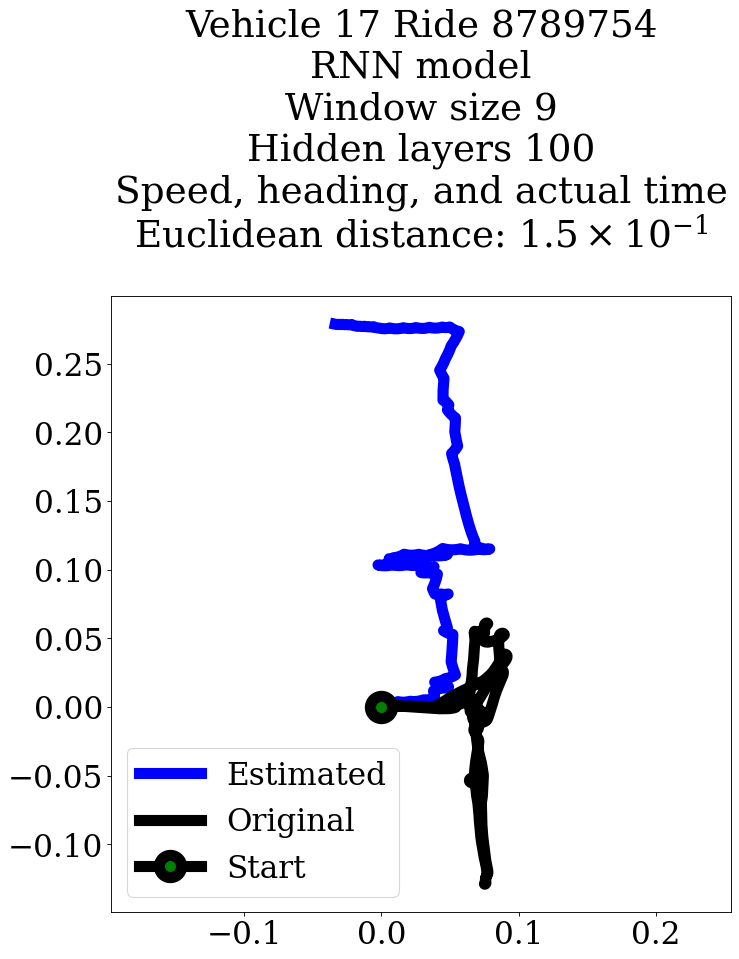 Vehicle 17 Ride 8789754
RNN model
Window size 9
Hidden layers 100
Speed, heading, and actual time
Euclidean distance: 1.5 × 10⁻¹
0.25
0.20
0.15
0.10
0.05
0.00
−0.05
−0.10
Estimated
Original
Start
−0.1 0.0 0.1 0.2